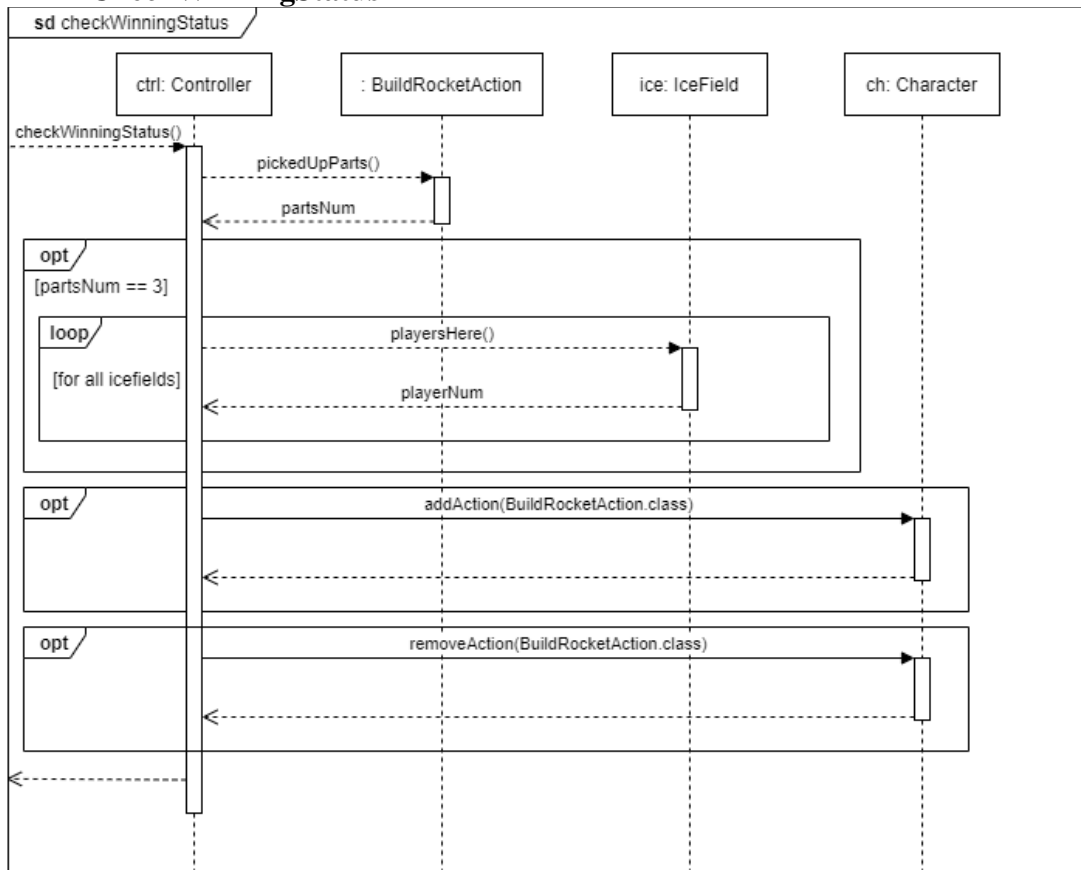 sd checkWinningStatus
ctrl: Controller
: BuildRocketAction
ice: IceField
ch: Character
checkWinningStatus()
pickedUpParts()
partsNum
opt
[partsNum == 3]
loop
playersHere()
[for all icefields]
playerNum
opt
addAction(BuildRocketAction.class)
opt
removeAction(BuildRocketAction.class)